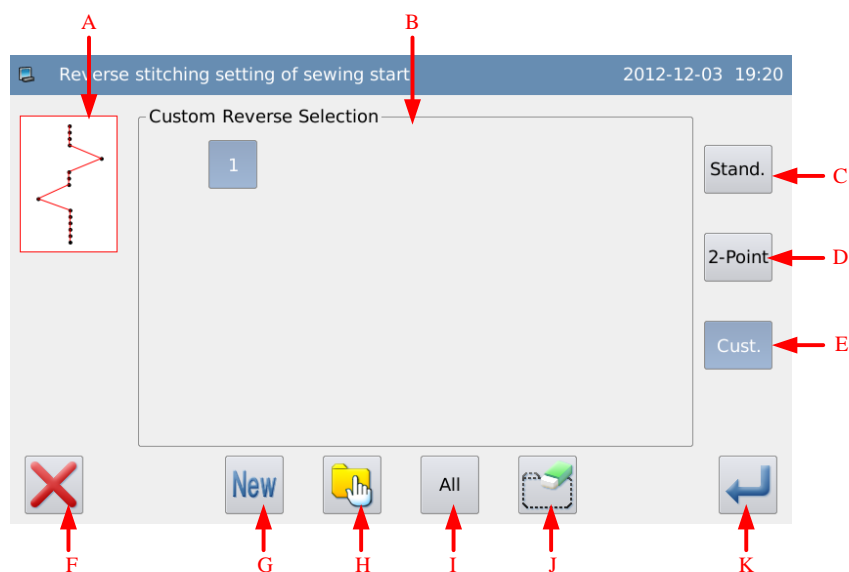 A
B
Reverse stitching setting of sewing start
2012-12-03 19:20
Custom Reverse Selection
1
Stand.
C
2-Point
D
Cust.
E
New
All
F
G
H
I
J
K